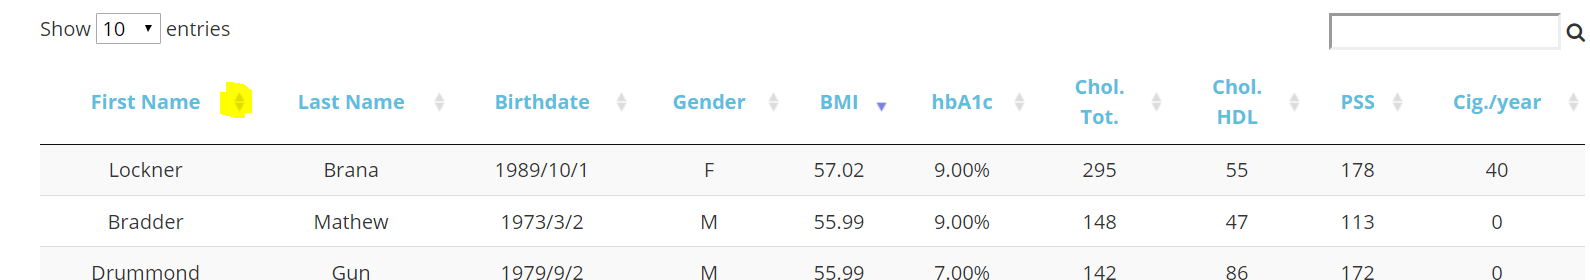 Show 10 entries
First Name Last Name Birthdate Gender BMI hbA1c Chol. Tot. Chol. HDL PSS Cig./year
Lockner Brana 1989/10/1 F 57.02 9.00% 295 55 178 40
Bradder Mathew 1973/3/2 M 55.99 9.00% 148 47 113 0
Drummond Gun 1979/9/2 M 55.99 7.00% 142 86 172 0